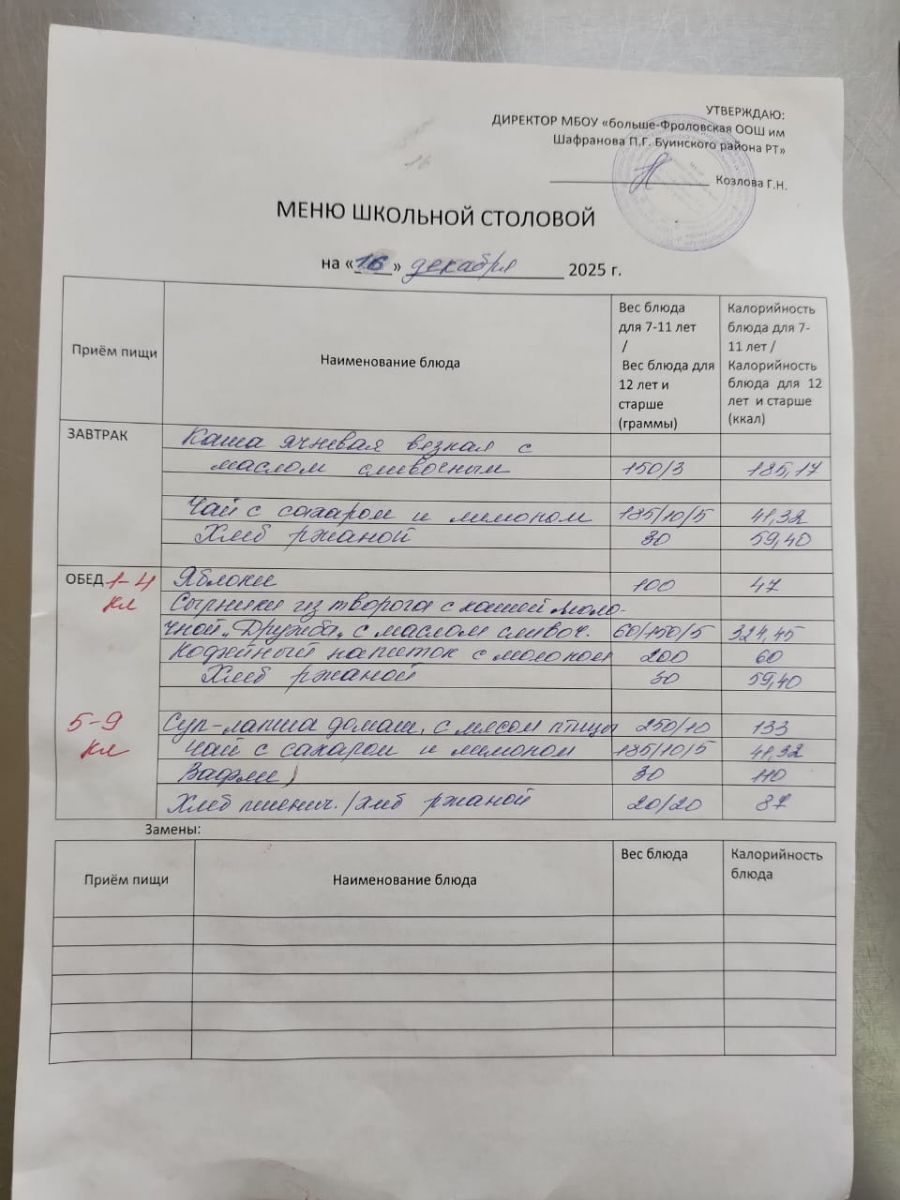 УТВЕРЖДАЮ:
ДИРЕКТОР МБОУ «больше-Фроловская ООШ им
Шафранова П.Г. Буинского района РТ»
Козлова Г.Н.
16
МЕНЮ ШКОЛЬНОЙ СТОЛОВОЙ
на «16» декабря 2025 г.
Приём пищи
Наименование блюда
Вес блюда
для 7-11 лет
/
Вес блюда для
12 лет и
старше
(граммы)
Калорийность
блюда для 7-
11 лет /
Калорийность
блюда для 12
лет и старше
(ккал)
ЗАВТРАК
Каша ячневая вязкая с
маслом сливочным 150/3 185,17
Чай с сахаром и лимоном 185/10/5 41,32
Хлеб ржаной 30 59,40
ОБЕД 1-4
кл
Яблоки 100 47
Сырники из творога с кашей моло-
чной „Дружба„ с маслом сливоч. 60/150/5 324,45
Кофейный напиток с молоком 200 60
Хлеб ржаной 30 59,40
5-9
кл
Суп-лапша домаш. с мясом птицы 250/10 133
Чай с сахаром и лимоном 185/10/5 41,32
Вафли 30 110
Хлеб пшенич./хлб ржаной 20/20 87
Замены:
Приём пищи
Наименование блюда
Вес блюда
Калорийность
блюда